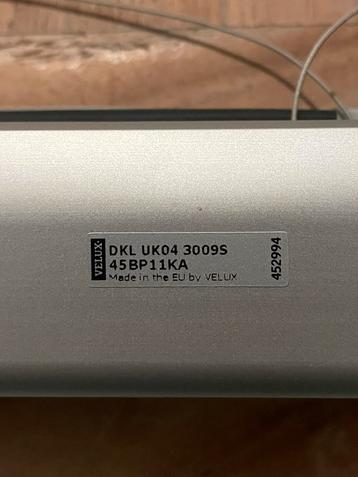 VELUX
DKL UK04 3009S
45BP11KA
Made in the EU by VELUX
452994